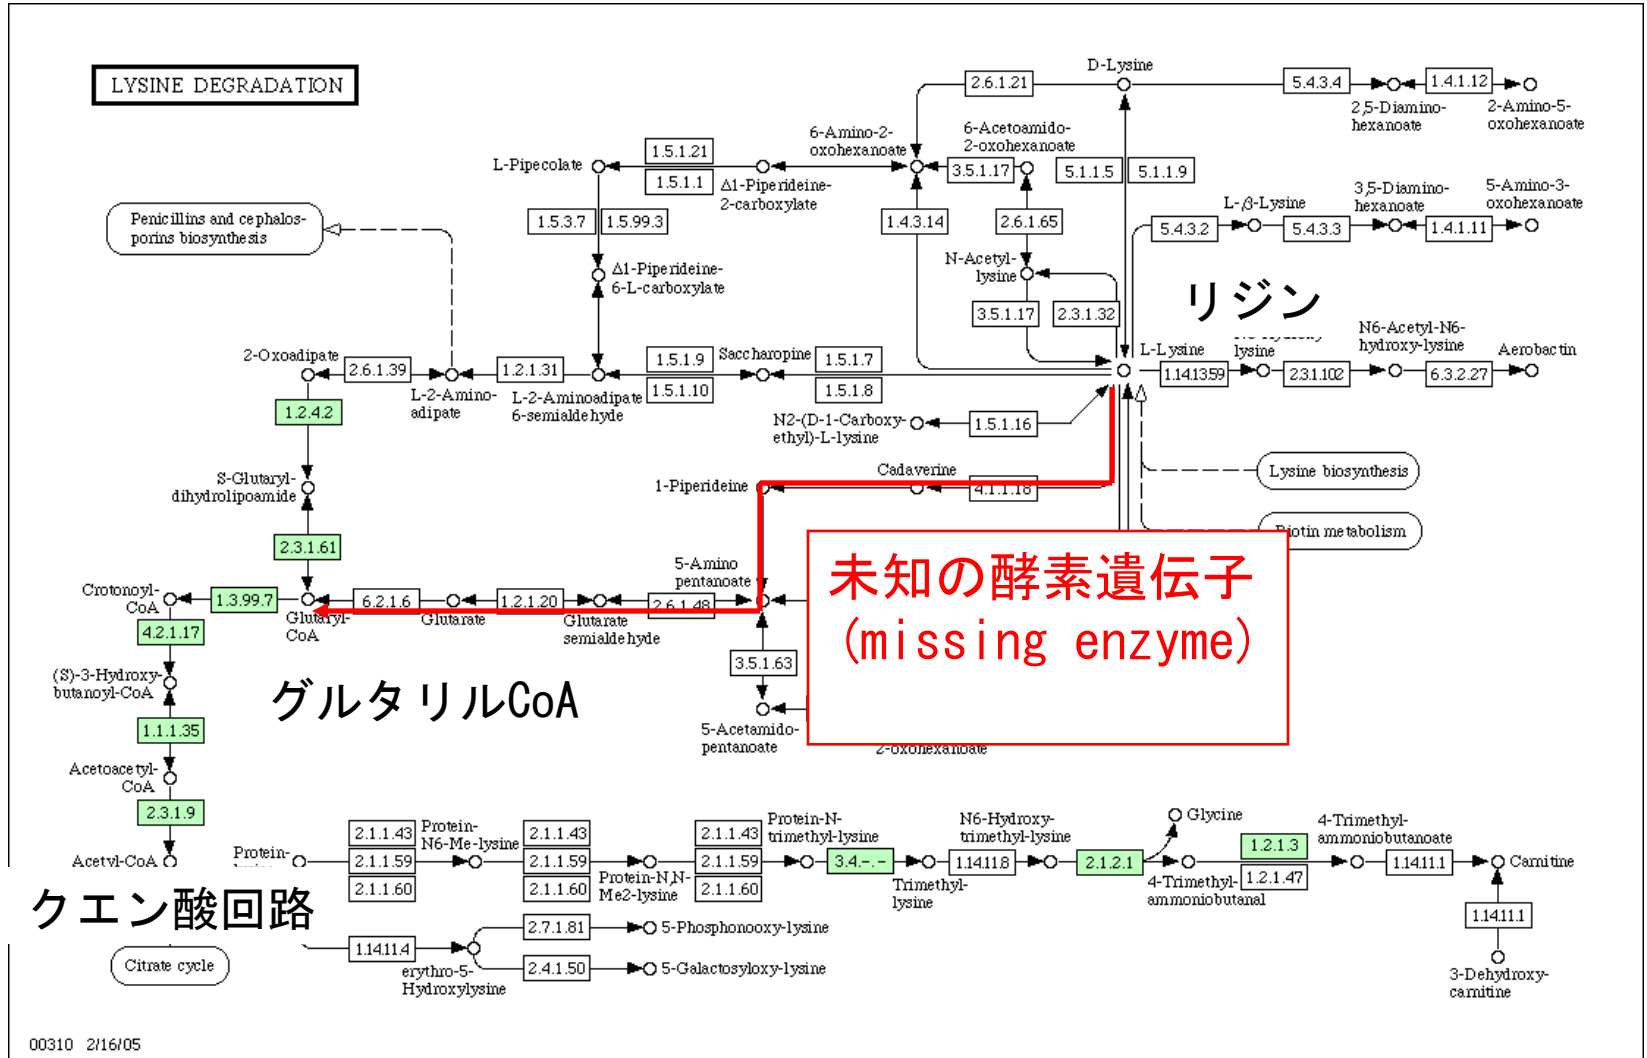 LYSINE DEGRADATION
D-Lysine
2.6.1.21
5.4.3.4
1.4.1.12
2,5-Diamino-
hexanoate
2-Amino-5-
oxohexanoate
6-Amino-2-
oxohexanoate
6-Acetoamido-
2-oxohexanoate
L-Pipecolate
1.5.1.21
1.5.1.1
Δ1-Piperideine-
2-carboxylate
3.5.1.17
5.1.1.5
5.1.1.9
Penicillins and cephalos-
porins biosynthesis
1.5.3.7
1.5.99.3
1.4.3.14
2.6.1.65
L-β-Lysine
3,5-Diamino-
hexanoate
5-Amino-3-
oxohexanoate
5.4.3.2
5.4.3.3
1.4.1.11
Δ1-Piperideine-
6-L-carboxylate
N-Acetyl-
lysine
リジン
3.5.1.17
2.3.1.32
2-Oxoadipate
2.6.1.39
1.2.1.31
1.5.1.9
Saccharopine
1.5.1.7
L-Lysine
lysine
N6-Acetyl-N6-
hydroxy-lysine
Aerobactin
1.14.13.59
2.3.1.102
6.3.2.27
L-2-Amino-
adipate
L-2-Aminoadipate
6-semialdehyde
1.5.1.10
1.5.1.8
1.2.4.2
N2-(D-1-Carboxy-
ethyl)-L-lysine
1.5.1.16
S-Glutaryl-
dihydrolipoamide
1-Piperideine
Cadaverine
4.1.1.18
Lysine biosynthesis
Biotin metabolism
2.3.1.61
5-Amino
pentanoate
未知の酵素遺伝子
(missing enzyme)
Crotonoyl-
CoA
1.3.99.7
Glutaryl-
CoA
6.2.1.6
Glutarate
1.2.1.20
Glutarate
semialdehyde
2.6.1.48
4.2.1.17
3.5.1.63
(S)-3-Hydroxy-
butanoyl-CoA
グルタリルCoA
1.1.1.35
5-Acetamido-
pentanoate
2-oxohexanoate
Acetoacetyl-
CoA
2.3.1.9
Acetyl-CoA
Protein-
2.1.1.43
2.1.1.59
2.1.1.60
Protein-
N6-Me-lysine
2.1.1.43
2.1.1.59
2.1.1.60
Protein-N,N-
Me2-lysine
2.1.1.43
2.1.1.59
2.1.1.60
Protein-N-
trimethyl-lysine
3.4.-.-
Trimethyl-
lysine
N6-Hydroxy-
trimethyl-lysine
1.14.11.8
2.1.2.1
Glycine
4-Trimethyl-
ammoniobutanal
1.2.1.3
1.2.1.47
4-Trimethyl-
ammoniobutanoate
1.14.11.1
Carnitine
クエン酸回路
Citrate cycle
1.14.11.4
erythro-5-
Hydroxylysine
2.7.1.81
5-Phosphonooxy-lysine
2.4.1.50
5-Galactosyloxy-lysine
1.14.11.1
3-Dehydroxy-
carnitine
00310 2/16/05